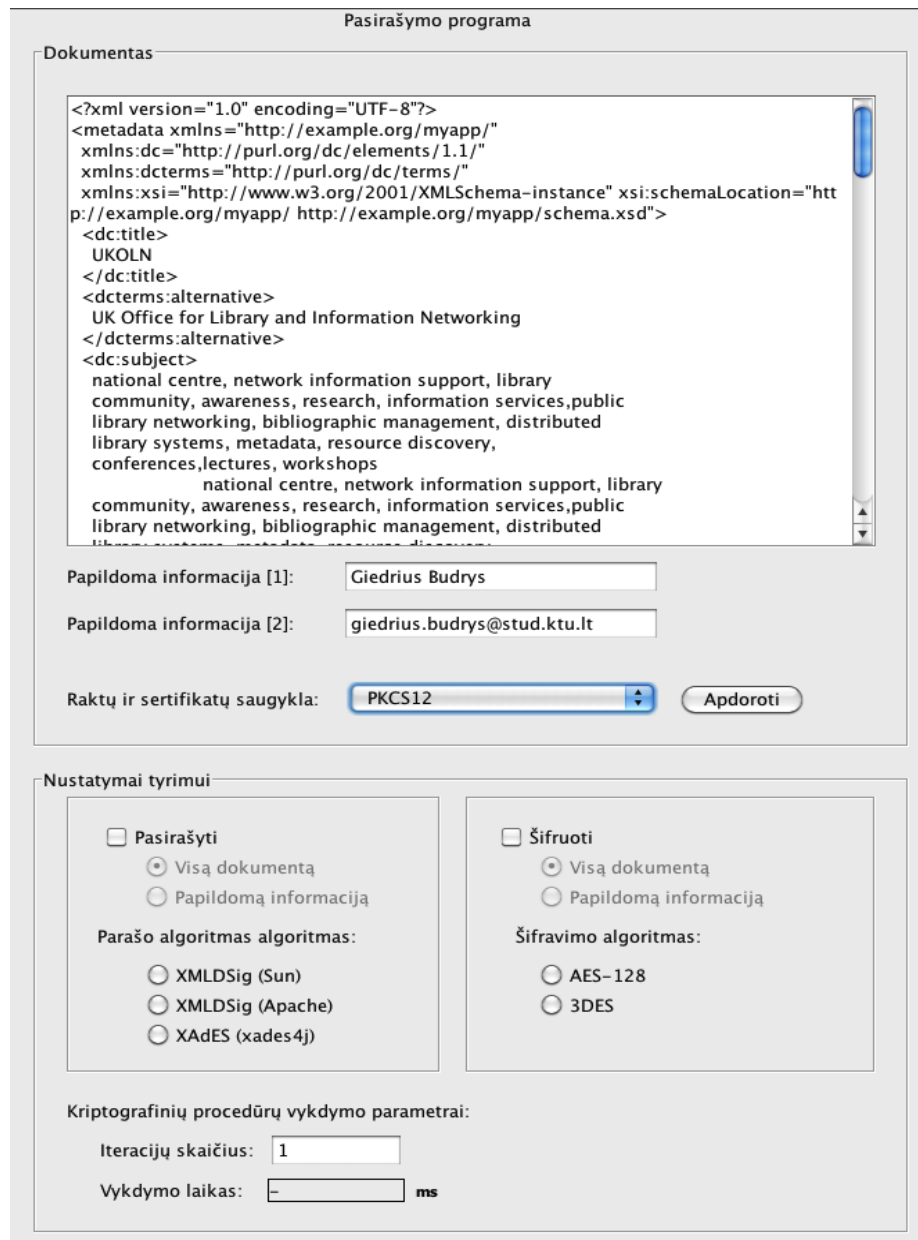 Pasirašymo programa
Dokumentas
<?xml version="1.0" encoding="UTF-8"?>
<metadata xmlns="http://example.org/myapp/"
xmlns:dc="http://purl.org/dc/elements/1.1/"
xmlns:dcterms="http://purl.org/dc/terms/"
xmlns:xsi="http://www.w3.org/2001/XMLSchema-instance" xsi:schemaLocation="htt
p://example.org/myapp/ http://example.org/myapp/schema.xsd">
<dc:title>
UKOLN
</dc:title>
<dcterms:alternative>
UK Office for Library and Information Networking
</dcterms:alternative>
<dc:subject>
national centre, network information support, library
community, awareness, research, information services,public
library networking, bibliographic management, distributed
library systems, metadata, resource discovery,
conferences,lectures, workshops
national centre, network information support, library
community, awareness, research, information services,public
library networking, bibliographic management, distributed
library systems, metadata, resource discovery,
Papildoma informacija [1]: Giedrius Budrys
Papildoma informacija [2]: giedrius.budrys@stud.ktu.lt
Raktų ir sertifikatų saugykla: PKCS12 Apdoroti
Nustatymai tyrimui
Pasirašyti
Visą dokumentą
Papildomą informaciją
Parašo algoritmas algoritmas:
XMLDSig (Sun)
XMLDSig (Apache)
XAdES (xades4j)
Šifruoti
Visą dokumentą
Papildomą informaciją
Šifravimo algoritmas:
AES-128
3DES
Kriptografinių procedūrų vykdymo parametrai:
Iteracijų skaičius: 1
Vykdymo laikas: - ms